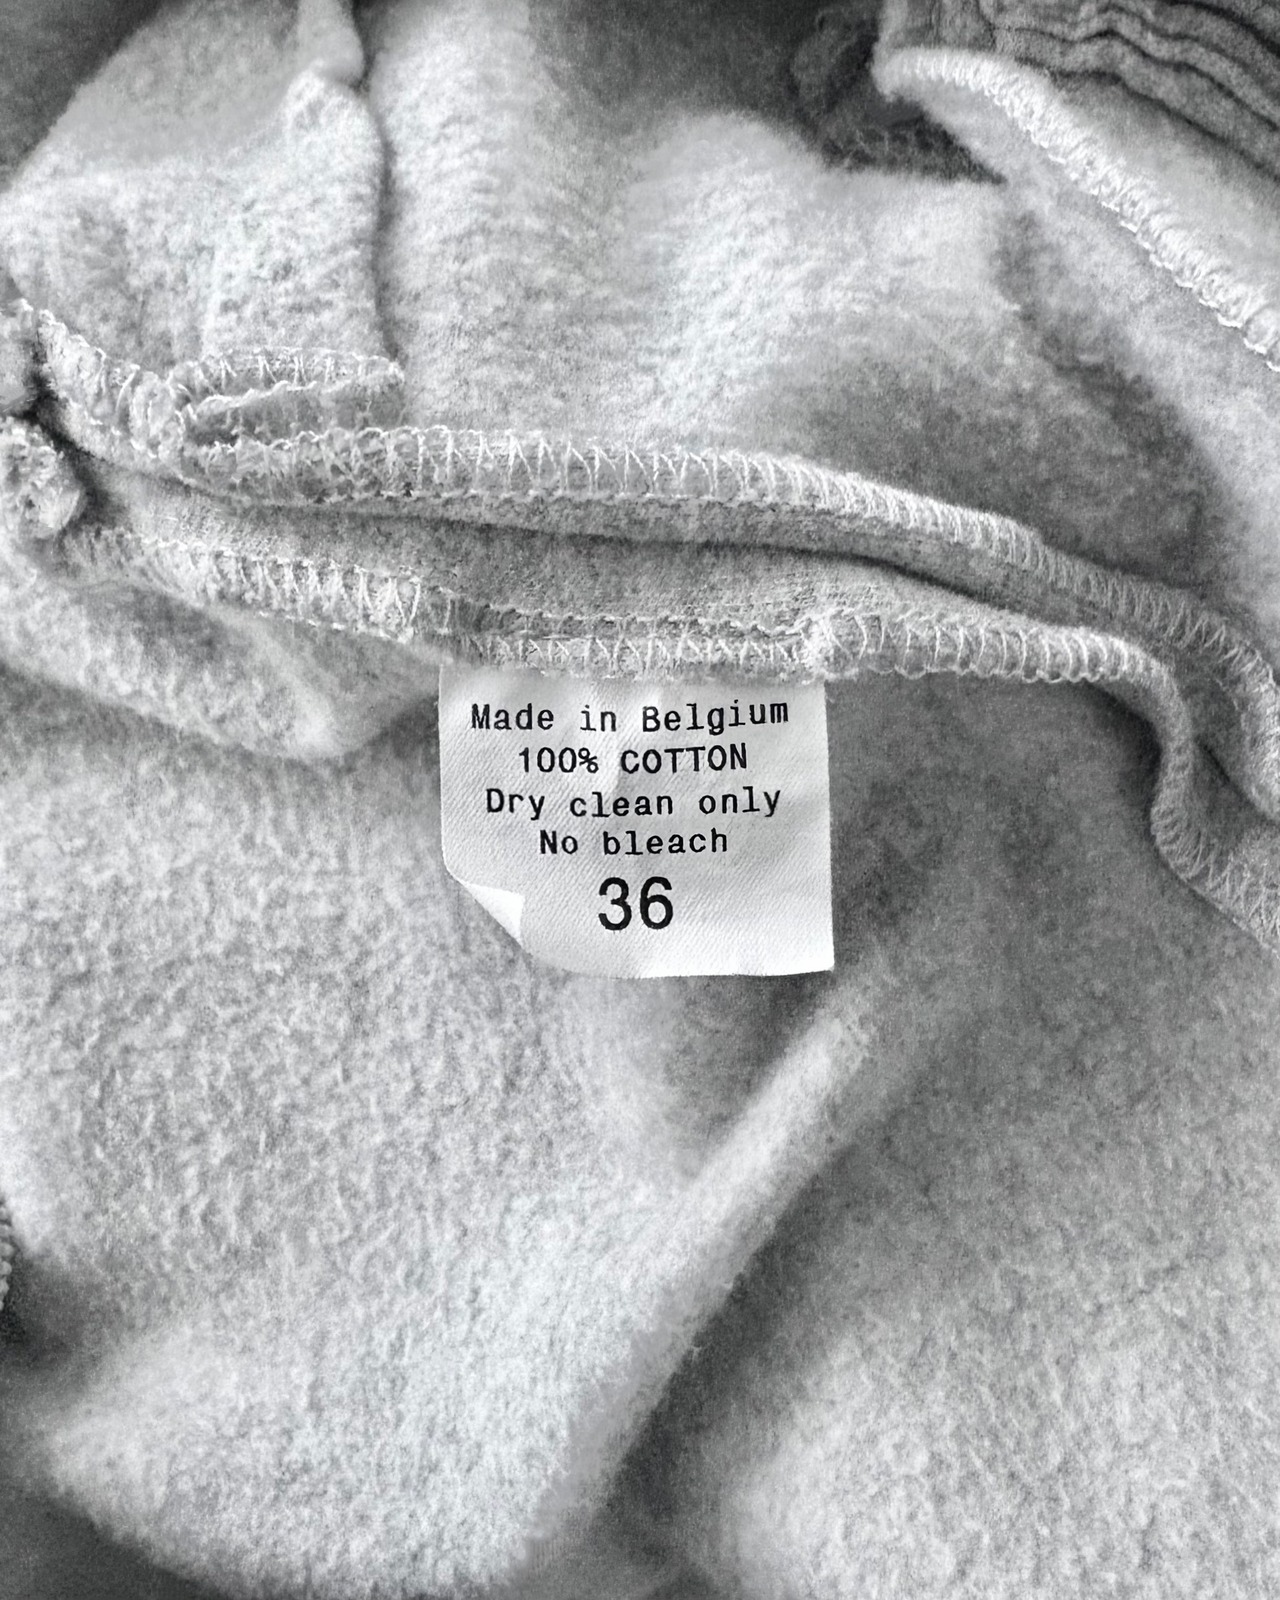 Made in Belgium
100% COTTON
Dry clean only
No bleach
36